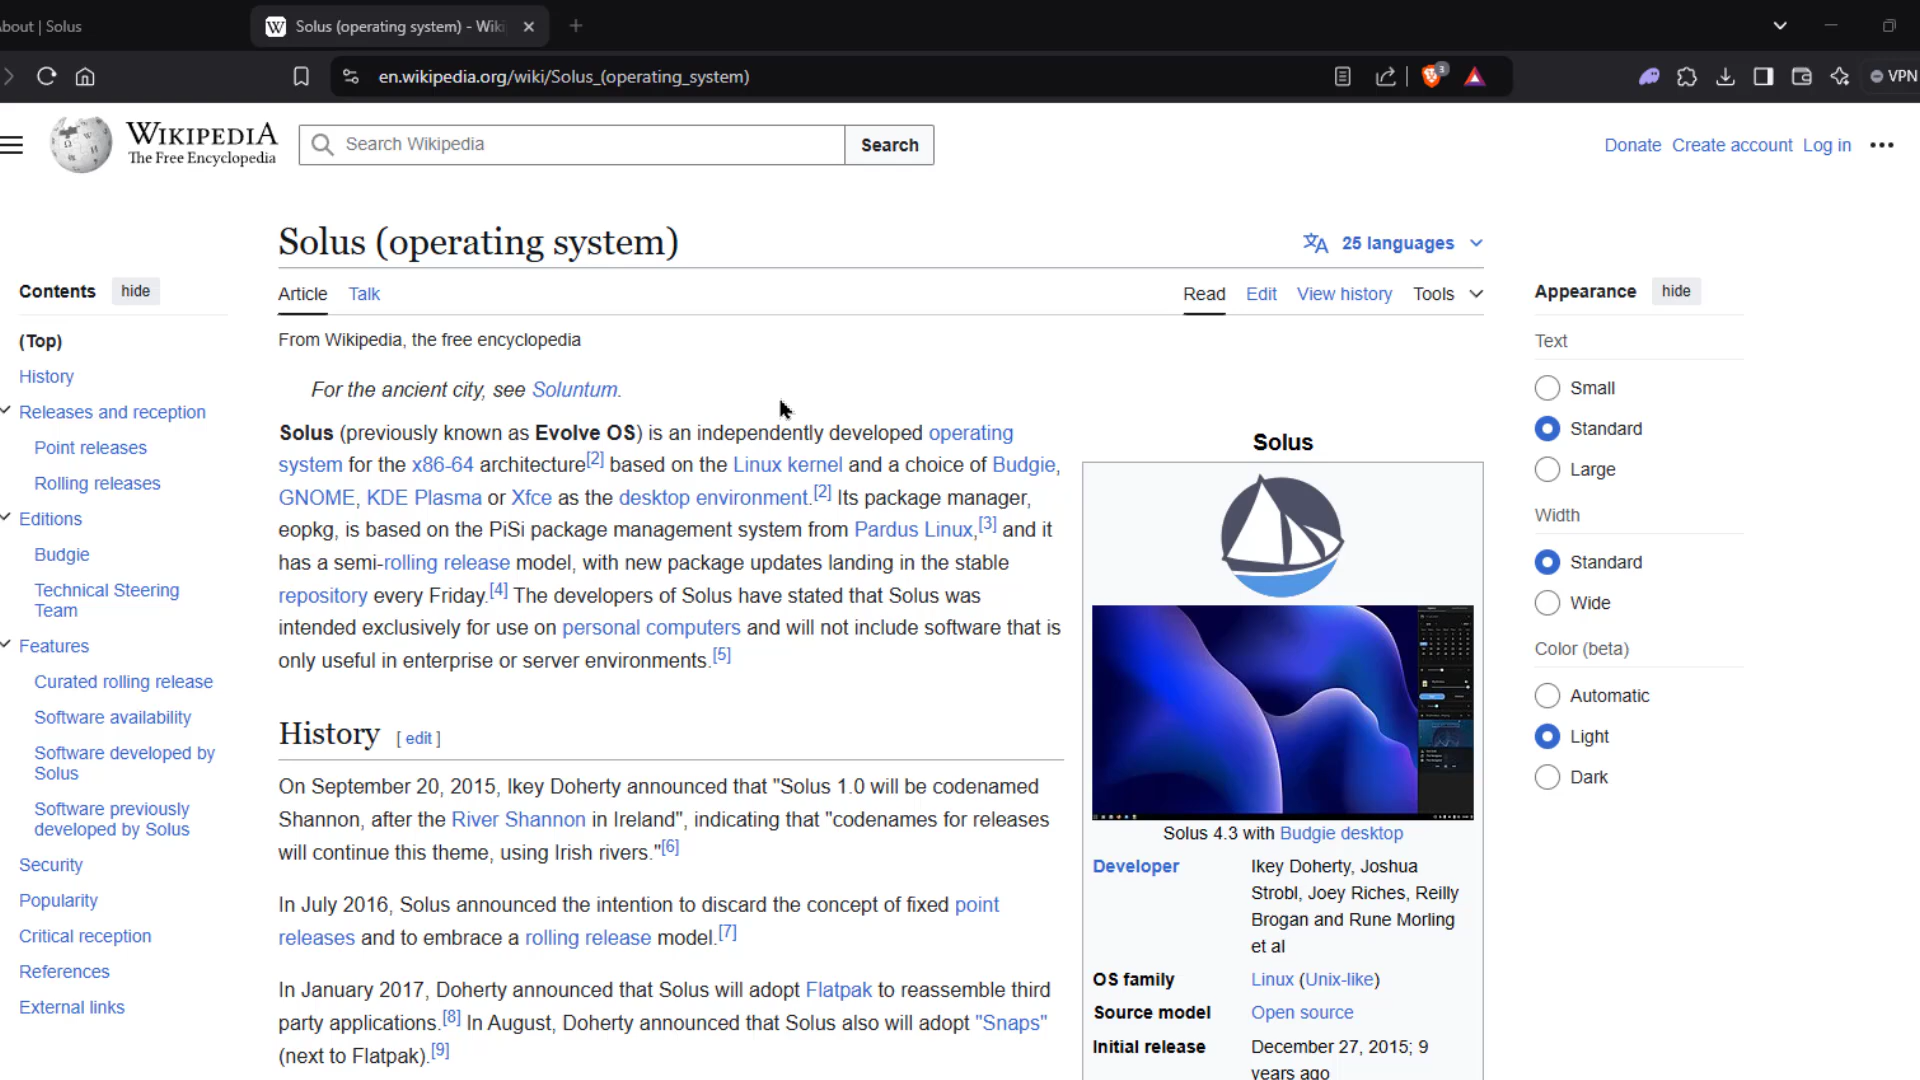 bout | Solus
Solus (operating system) - Wiki
en.wikipedia.org/wiki/Solus_(operating_system)
3
VPN
WIKIPEDIA
The Free Encyclopedia
Search Wikipedia
Search
Donate Create account Log in
Solus (operating system)
25 languages
Contents hide
(Top)
History
Releases and reception
Point releases
Rolling releases
Editions
Budgie
Technical Steering
Team
Features
Curated rolling release
Software availability
Software developed by
Solus
Software previously
developed by Solus
Security
Popularity
Critical reception
References
External links
Article Talk
Read Edit View history Tools
From Wikipedia, the free encyclopedia
For the ancient city, see Soluntum.
Solus (previously known as Evolve OS) is an independently developed operating
system for the x86-64 architecture[2] based on the Linux kernel and a choice of Budgie,
GNOME, KDE Plasma or Xfce as the desktop environment.[2] Its package manager,
eopkg, is based on the PiSi package management system from Pardus Linux,[3] and it
has a semi-rolling release model, with new package updates landing in the stable
repository every Friday.[4] The developers of Solus have stated that Solus was
intended exclusively for use on personal computers and will not include software that is
only useful in enterprise or server environments.[5]
History [ edit ]
On September 20, 2015, Ikey Doherty announced that "Solus 1.0 will be codenamed
Shannon, after the River Shannon in Ireland", indicating that "codenames for releases
will continue this theme, using Irish rivers."[6]
In July 2016, Solus announced the intention to discard the concept of fixed point
releases and to embrace a rolling release model.[7]
In January 2017, Doherty announced that Solus will adopt Flatpak to reassemble third
party applications.[8] In August, Doherty announced that Solus also will adopt "Snaps"
(next to Flatpak).[9]
Solus
Solus 4.3 with Budgie desktop
Developer Ikey Doherty, Joshua
Strobl, Joey Riches, Reilly
Brogan and Rune Morling
et al
OS family Linux (Unix-like)
Source model Open source
Initial release December 27, 2015; 9
years ago
Appearance hide
Text
Small
Standard
Large
Width
Standard
Wide
Color (beta)
Automatic
Light
Dark